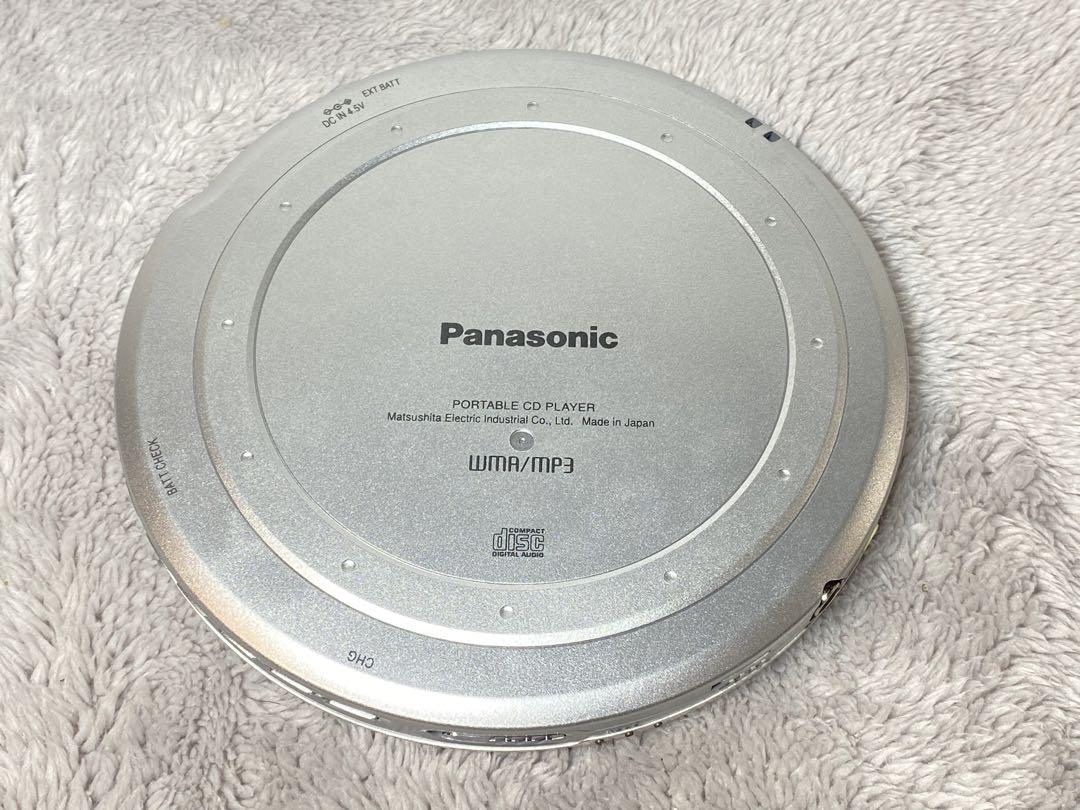 EXT BATT
DC IN 4.5V
Panasonic
PORTABLE CD PLAYER
Matsushita Electric Industrial Co., Ltd. Made in Japan
WMA/MP3
BATT CHECK
COMPACT
disc
DIGITAL AUDIO
CHG